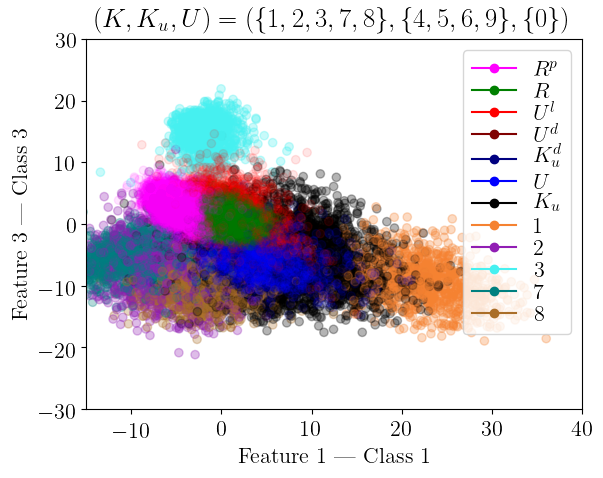 (K, K_u, U) = ({1, 2, 3, 7, 8}, {4, 5, 6, 9}, {0})
30
20
10
0
−10
−20
−30
Feature 3 — Class 3
R^p
R
U^l
U^d
K_u^d
U
K_u
1
2
3
7
8
−10
0
10
20
30
40
Feature 1 — Class 1